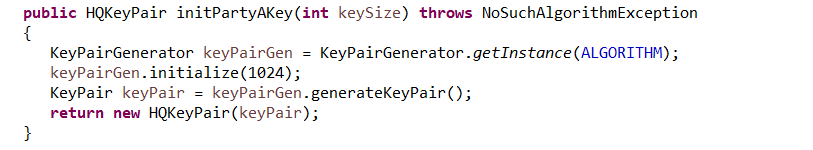 public HQKeyPair initPartyAKey(int keySize) throws NoSuchAlgorithmException
{
KeyPairGenerator keyPairGen = KeyPairGenerator.getInstance(ALGORITHM);
keyPairGen.initialize(1024);
KeyPair keyPair = keyPairGen.generateKeyPair();
return new HQKeyPair(keyPair);
}